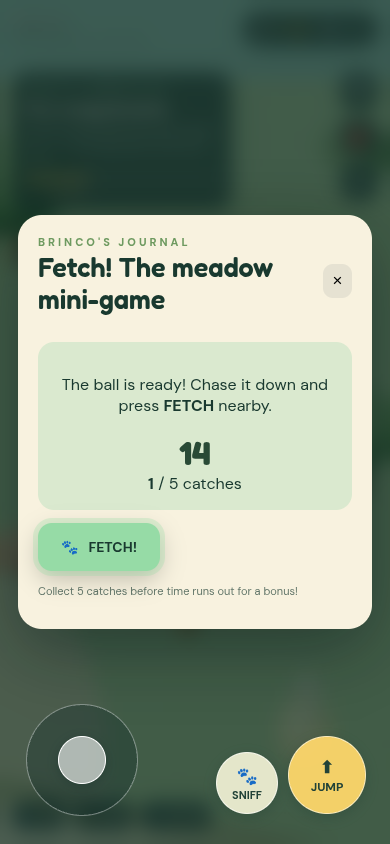 BRINCO'S JOURNAL
Fetch! The meadow
mini-game
×
The ball is ready! Chase it down and
press FETCH nearby.
14
1 / 5 catches
🐾 FETCH!
Collect 5 catches before time runs out for a bonus!
🐾
SNIFF
⬆
JUMP